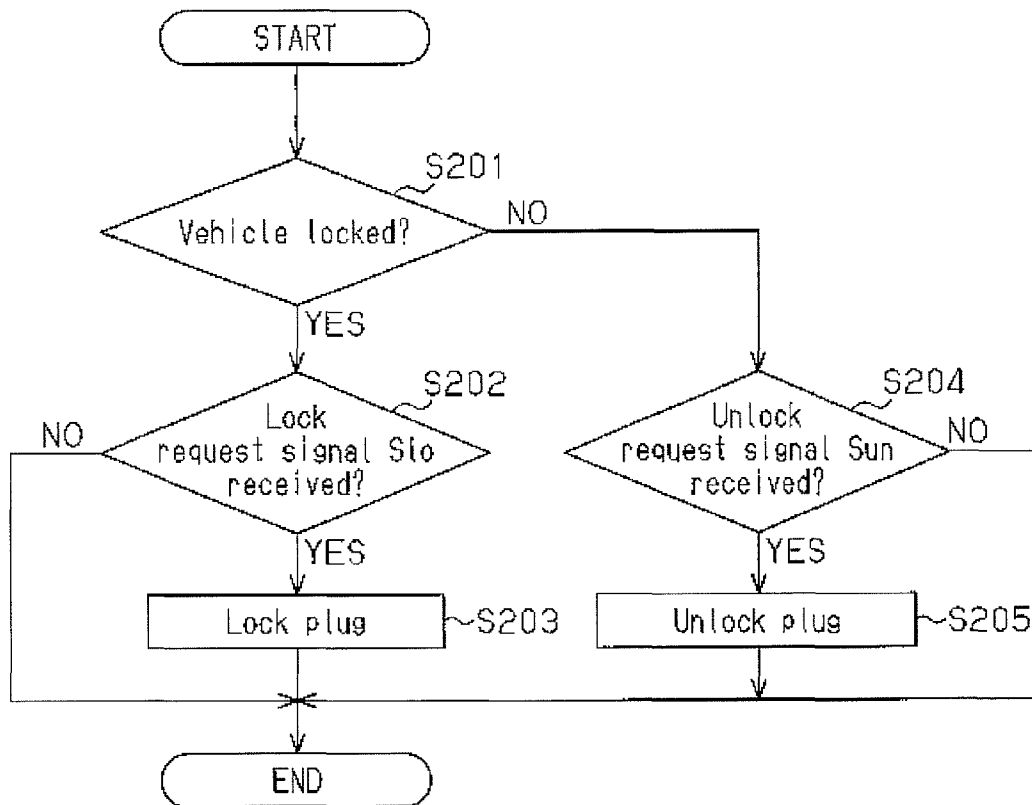 START
S201
Vehicle locked?
NO
YES
S202
Lock
request signal Slo
received?
NO
YES
S204
Unlock
request signal Sun
received?
NO
YES
Lock plug
S203
Unlock plug
S205
END